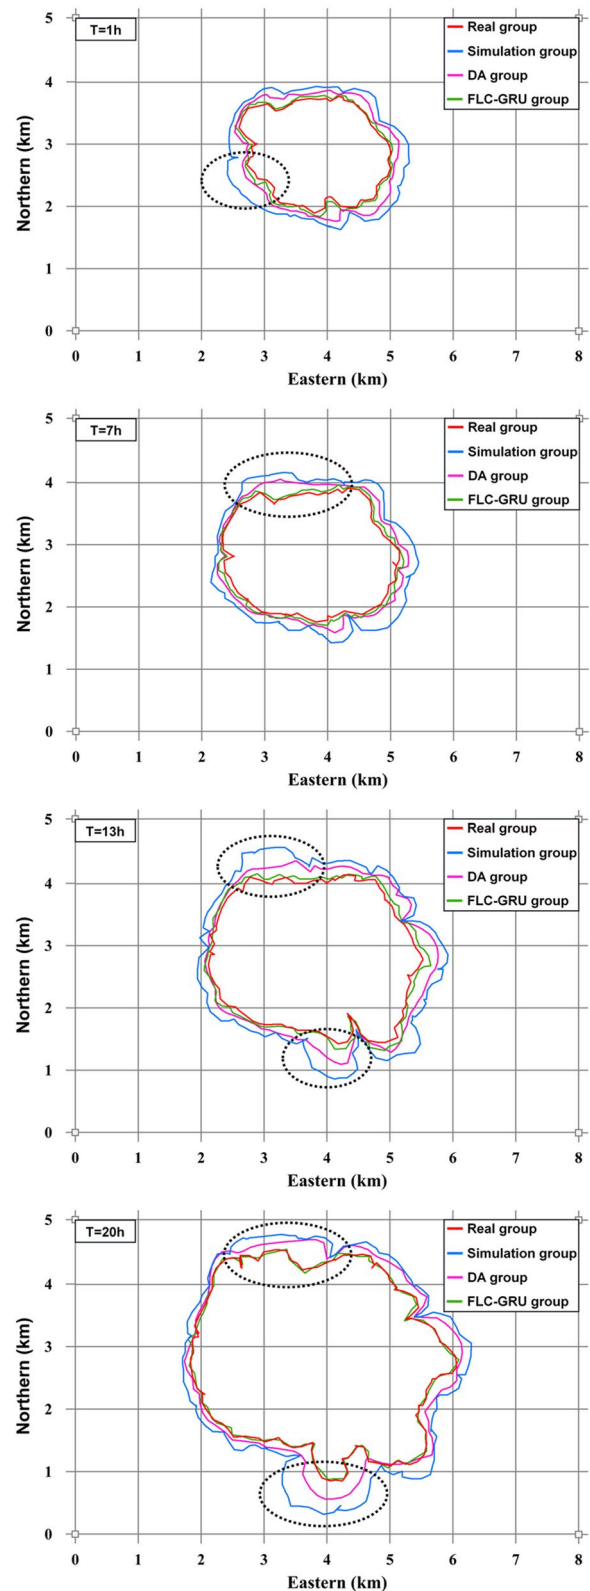 5
T=1h
Real group
Simulation group
4
DA group
FLC-GRU group
3
Northern (km)
2
1
0
0 1 2 3 4 5 6 7 8
Eastern (km)
5
T=7h
Real group
Simulation group
4
DA group
FLC-GRU group
3
Northern (km)
2
1
0
0 1 2 3 4 5 6 7 8
Eastern (km)
5
T=13h
Real group
Simulation group
4
DA group
FLC-GRU group
3
Northern (km)
2
1
0
0 1 2 3 4 5 6 7 8
Eastern (km)
5
T=20h
Real group
Simulation group
4
DA group
FLC-GRU group
3
Northern (km)
2
1
0
0 1 2 3 4 5 6 7 8
Eastern (km)